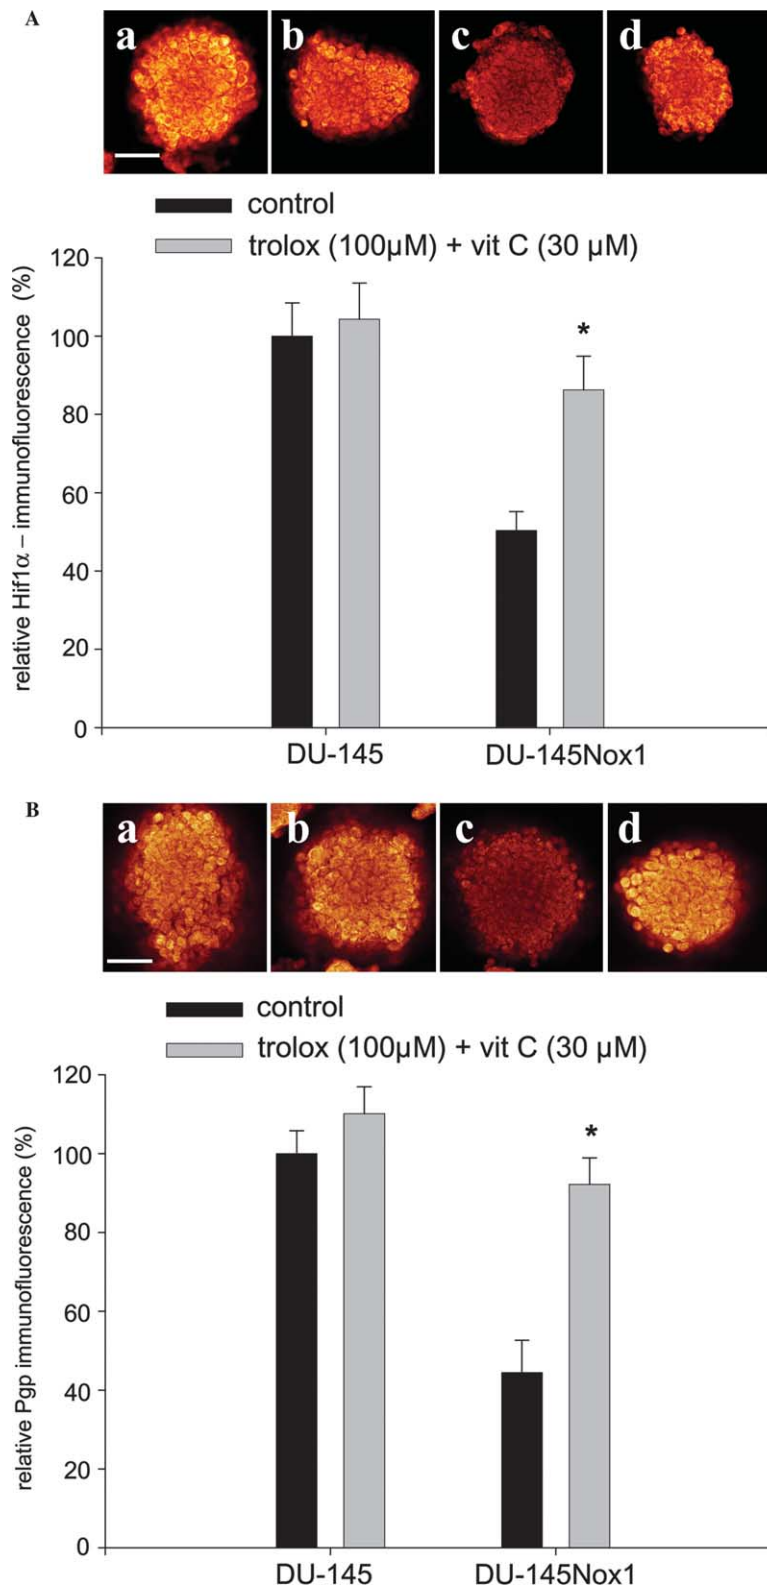 A
a b c d
control
trolox (100μM) + vit C (30 μM)
relative Hif1α – immunofluorescence (%)
120
100
80
60
40
20
0
*
DU-145 DU-145Nox1
B
a b c d
control
trolox (100μM) + vit C (30 μM)
relative Pgp immunofluorescence (%)
120
100
80
60
40
20
0
*
DU-145 DU-145Nox1